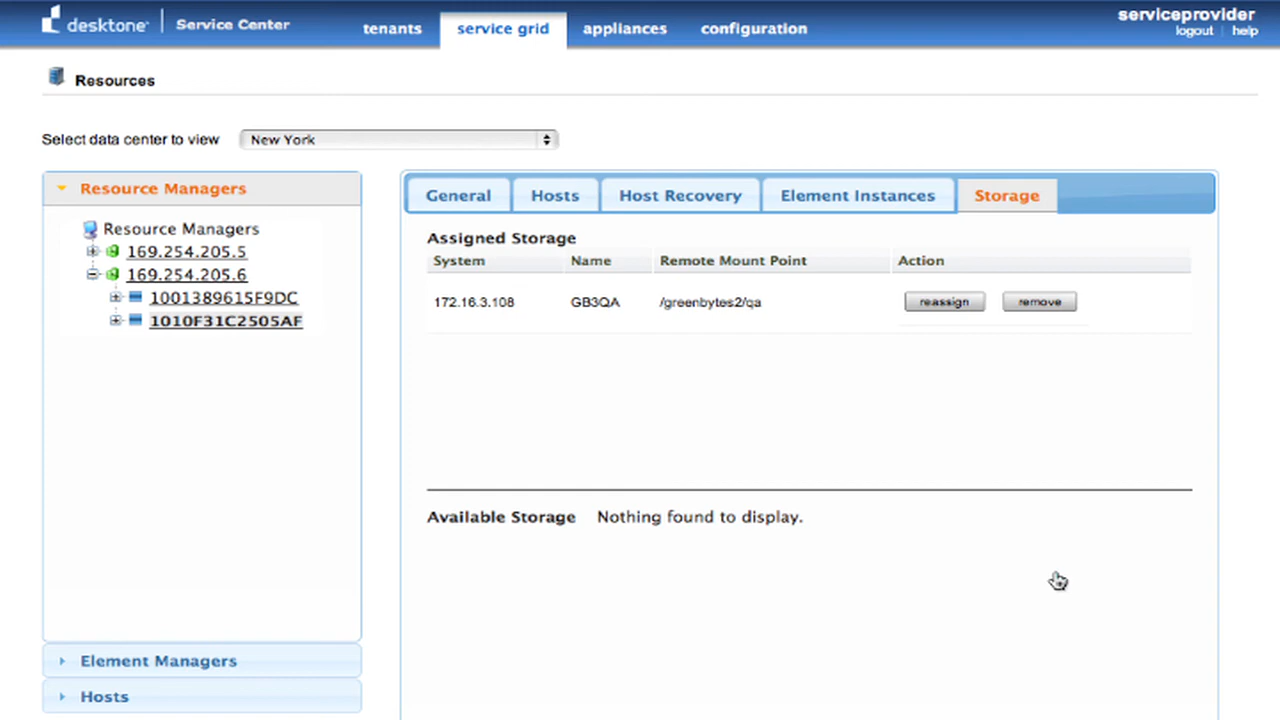 desktone Service Center tenants service grid appliances configuration serviceprovider
logout help
Resources
Select data center to view New York
Resource Managers
Resource Managers
169.254.205.5
169.254.205.6
1001389615F9DC
1010F31C2505AF
Element Managers
Hosts
General Hosts Host Recovery Element Instances Storage
Assigned Storage
System Name Remote Mount Point Action
172.16.3.108 GB3QA /greenbytes2/qa reassign remove
Available Storage Nothing found to display.